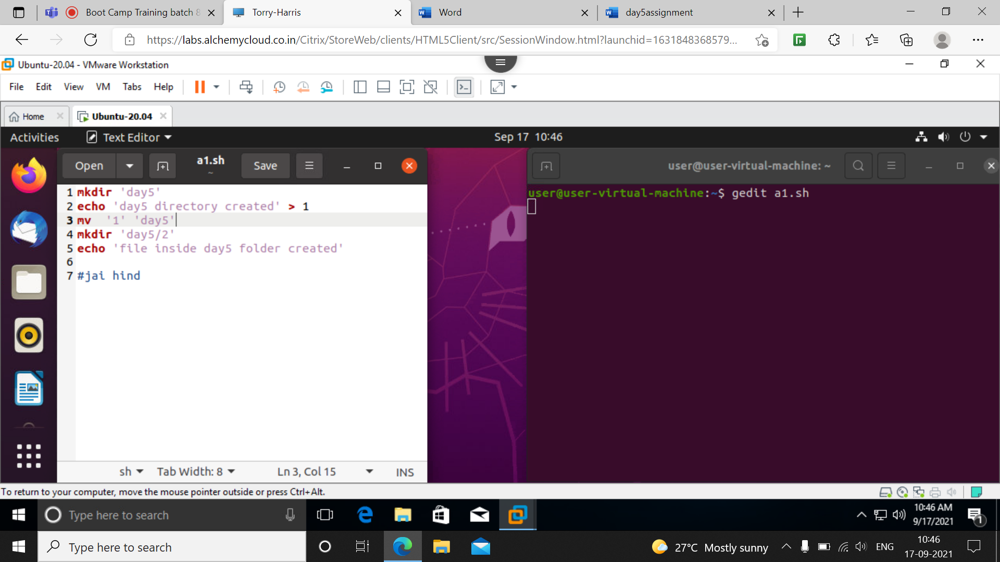 Boot Camp Training batch 8
Torry-Harris
Word
day5assignment
https://labs.alchemycloud.co.in/Citrix/StoreWeb/clients/HTML5Client/src/SessionWindow.html?launchid=1631848368579...
Ubuntu-20.04 - VMware Workstation
File Edit View VM Tabs Help
Home
Ubuntu-20.04
Activities
Text Editor
Sep 17 10:46
Open
a1.sh
~
Save
1 mkdir 'day5'
2 echo 'day5 directory created' > 1
3 mv  '1' 'day5'
4 mkdir 'day5/2'
5 echo 'file inside day5 folder created'
6
7 #jai hind
sh
Tab Width: 8
Ln 3, Col 15
INS
user@user-virtual-machine: ~
user@user-virtual-machine:~$ gedit a1.sh
To return to your computer, move the mouse pointer outside or press Ctrl+Alt.
Type here to search
10:46 AM
9/17/2021
1
Type here to search
27°C Mostly sunny
ENG
10:46
17-09-2021